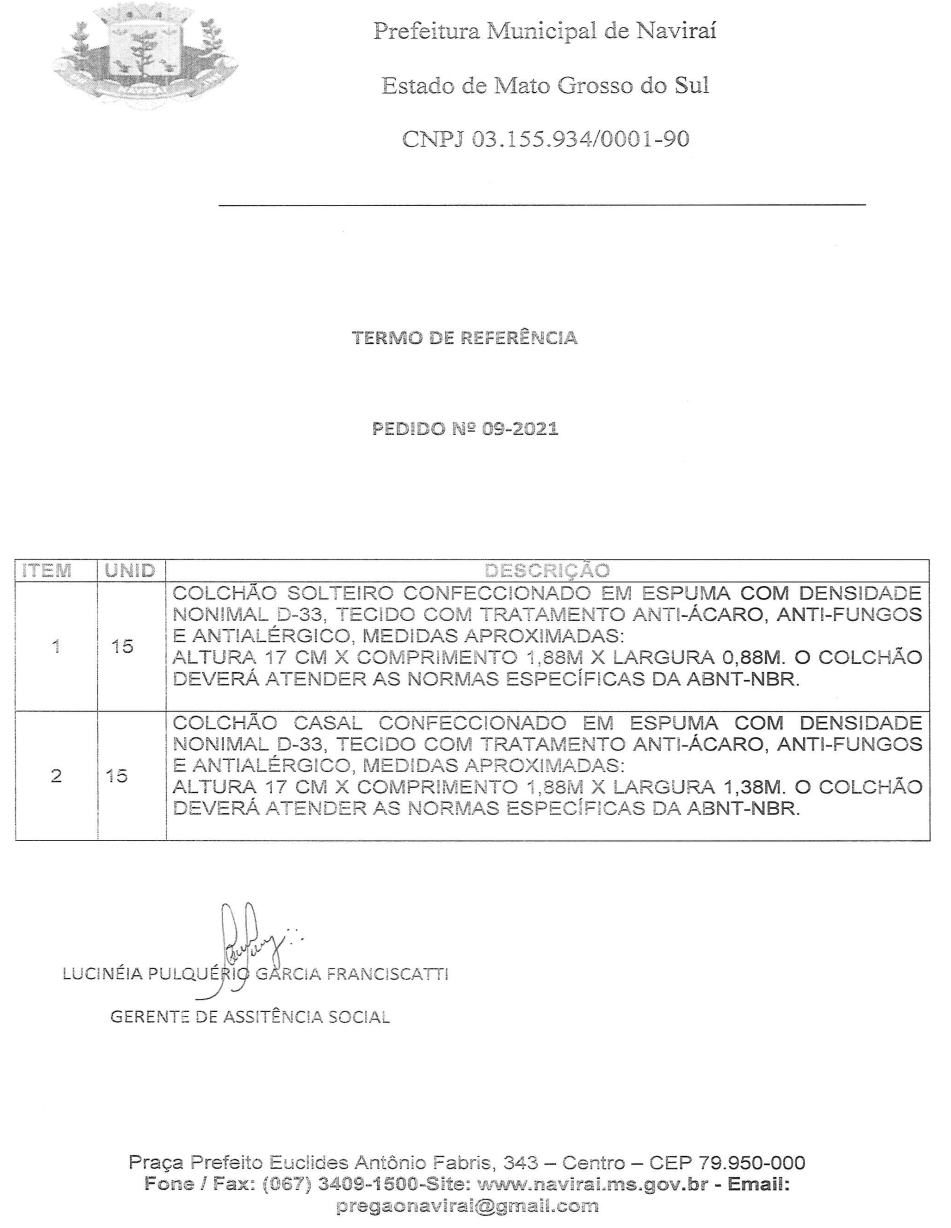 Prefeitura Municipal de Naviraí
Estado de Mato Grosso do Sul
CNPJ 03.155.934/0001-90
TERMO DE REFERÊNCIA
PEDIDO Nº 09-2021
ITEM UNID DESCRIÇÃO
1 15 COLCHÃO SOLTEIRO CONFECCIONADO EM ESPUMA COM DENSIDADE
NONIMAL D-33, TECIDO COM TRATAMENTO ANTI-ÁCARO, ANTI-FUNGOS
E ANTIALÉRGICO, MEDIDAS APROXIMADAS:
ALTURA 17 CM X COMPRIMENTO 1,88M X LARGURA 0,88M. O COLCHÃO
DEVERÁ ATENDER AS NORMAS ESPECÍFICAS DA ABNT-NBR.
2 15 COLCHÃO CASAL CONFECCIONADO EM ESPUMA COM DENSIDADE
NONIMAL D-33, TECIDO COM TRATAMENTO ANTI-ÁCARO, ANTI-FUNGOS
E ANTIALÉRGICO, MEDIDAS APROXIMADAS:
ALTURA 17 CM X COMPRIMENTO 1,88M X LARGURA 1,38M. O COLCHÃO
DEVERÁ ATENDER AS NORMAS ESPECÍFICAS DA ABNT-NBR.
LUCINÉIA PULQUÉRIO GARCIA FRANCISCATTI
GERENTE DE ASSITÊNCIA SOCIAL
Praça Prefeito Euclides Antônio Fabris, 343 – Centro – CEP 79.950-000
Fone / Fax: (067) 3409-1500-Site: www.navirai.ms.gov.br - Email:
pregaonavirai@gmail.com